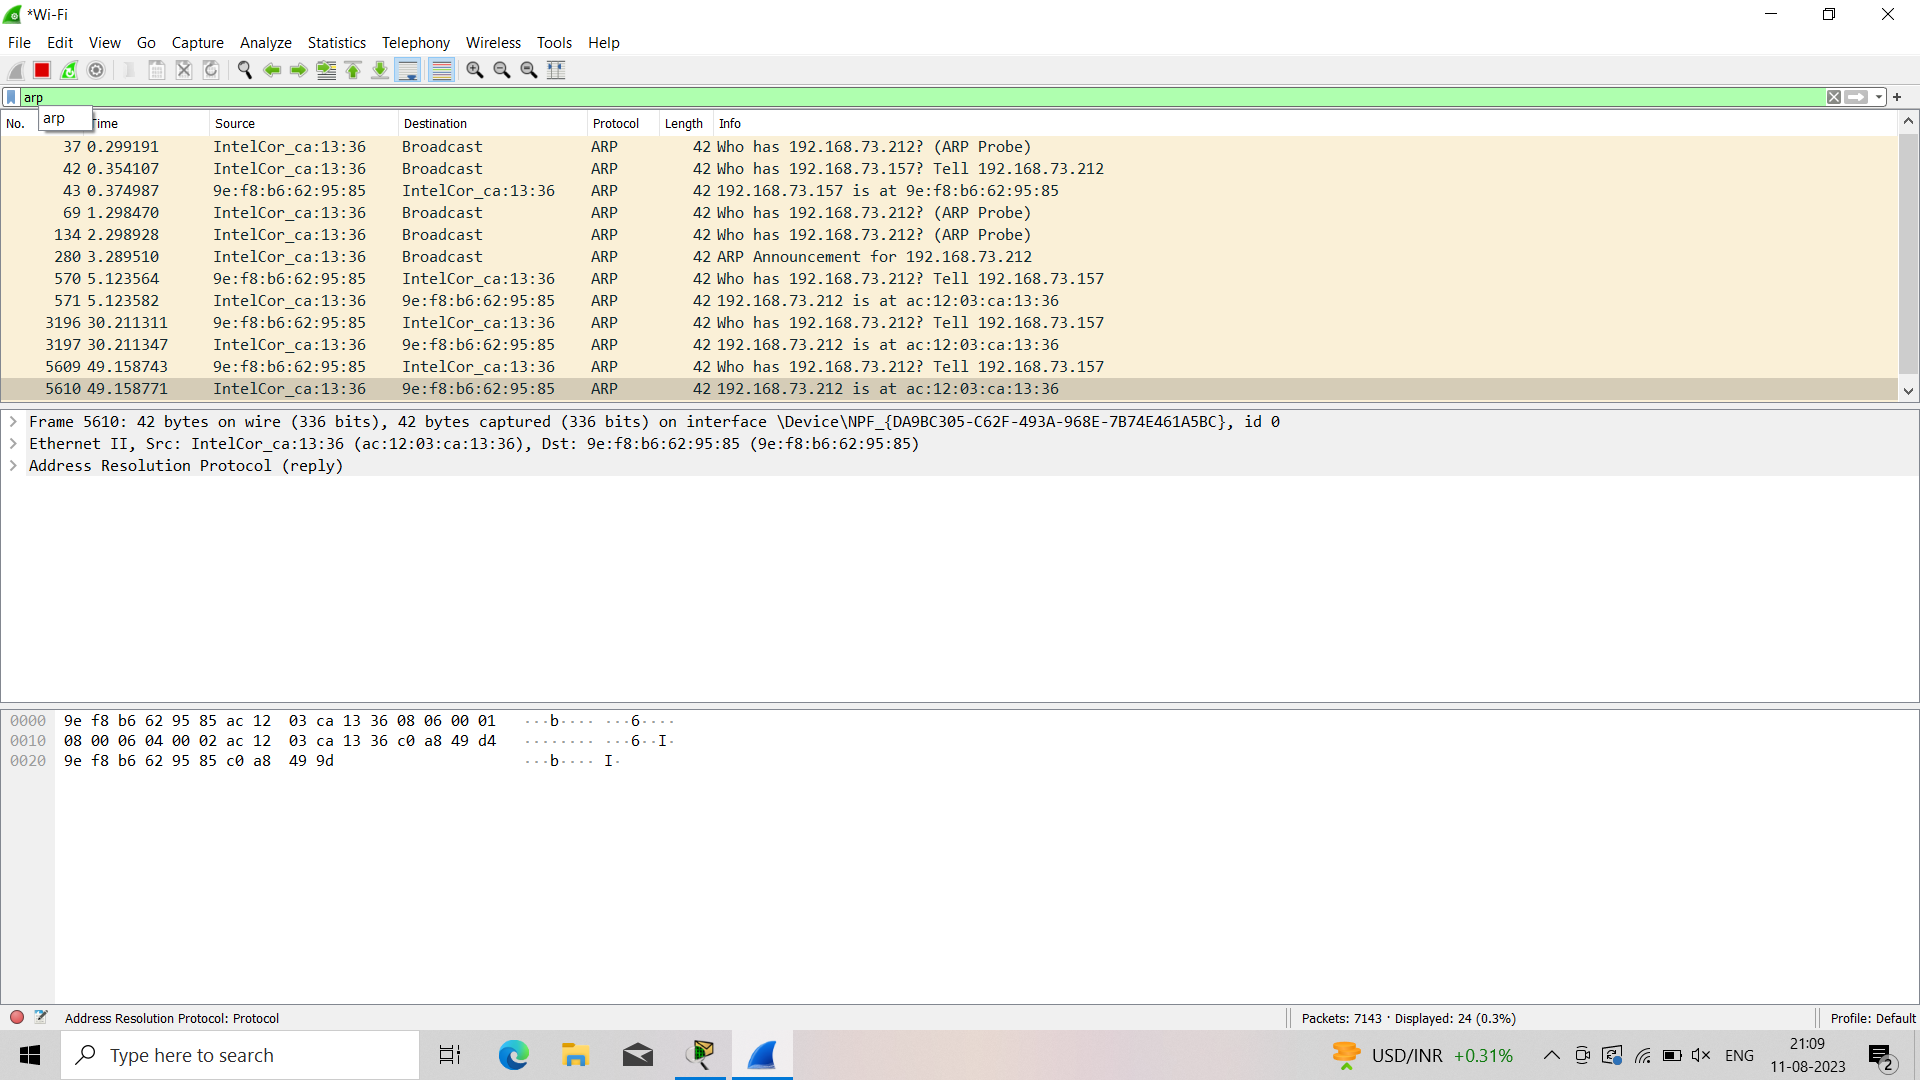 *Wi-Fi
File Edit View Go Capture Analyze Statistics Telephony Wireless Tools Help
arp
arp
No. Time Source Destination Protocol Length Info
37 0.299191 IntelCor_ca:13:36 Broadcast ARP 42 Who has 192.168.73.212? (ARP Probe)
42 0.354107 IntelCor_ca:13:36 Broadcast ARP 42 Who has 192.168.73.157? Tell 192.168.73.212
43 0.374987 9e:f8:b6:62:95:85 IntelCor_ca:13:36 ARP 42 192.168.73.157 is at 9e:f8:b6:62:95:85
69 1.298470 IntelCor_ca:13:36 Broadcast ARP 42 Who has 192.168.73.212? (ARP Probe)
134 2.298928 IntelCor_ca:13:36 Broadcast ARP 42 Who has 192.168.73.212? (ARP Probe)
280 3.289510 IntelCor_ca:13:36 Broadcast ARP 42 ARP Announcement for 192.168.73.212
570 5.123564 9e:f8:b6:62:95:85 IntelCor_ca:13:36 ARP 42 Who has 192.168.73.212? Tell 192.168.73.157
571 5.123582 IntelCor_ca:13:36 9e:f8:b6:62:95:85 ARP 42 192.168.73.212 is at ac:12:03:ca:13:36
3196 30.211311 9e:f8:b6:62:95:85 IntelCor_ca:13:36 ARP 42 Who has 192.168.73.212? Tell 192.168.73.157
3197 30.211347 IntelCor_ca:13:36 9e:f8:b6:62:95:85 ARP 42 192.168.73.212 is at ac:12:03:ca:13:36
5609 49.158743 9e:f8:b6:62:95:85 IntelCor_ca:13:36 ARP 42 Who has 192.168.73.212? Tell 192.168.73.157
5610 49.158771 IntelCor_ca:13:36 9e:f8:b6:62:95:85 ARP 42 192.168.73.212 is at ac:12:03:ca:13:36
Frame 5610: 42 bytes on wire (336 bits), 42 bytes captured (336 bits) on interface \Device\NPF_{DA9BC305-C62F-493A-968E-7B74E461A5BC}, id 0
Ethernet II, Src: IntelCor_ca:13:36 (ac:12:03:ca:13:36), Dst: 9e:f8:b6:62:95:85 (9e:f8:b6:62:95:85)
Address Resolution Protocol (reply)
0000 9e f8 b6 62 95 85 ac 12 03 ca 13 36 08 06 00 01 ···b···· ···6····
0010 08 00 06 04 00 02 ac 12 03 ca 13 36 c0 a8 49 d4 ········ ···6··I·
0020 9e f8 b6 62 95 85 c0 a8 49 9d ···b···· I·
Address Resolution Protocol: Protocol
Packets: 7143 · Displayed: 24 (0.3%)
Profile: Default
Type here to search
USD/INR +0.31%
ENG
21:09
11-08-2023
2